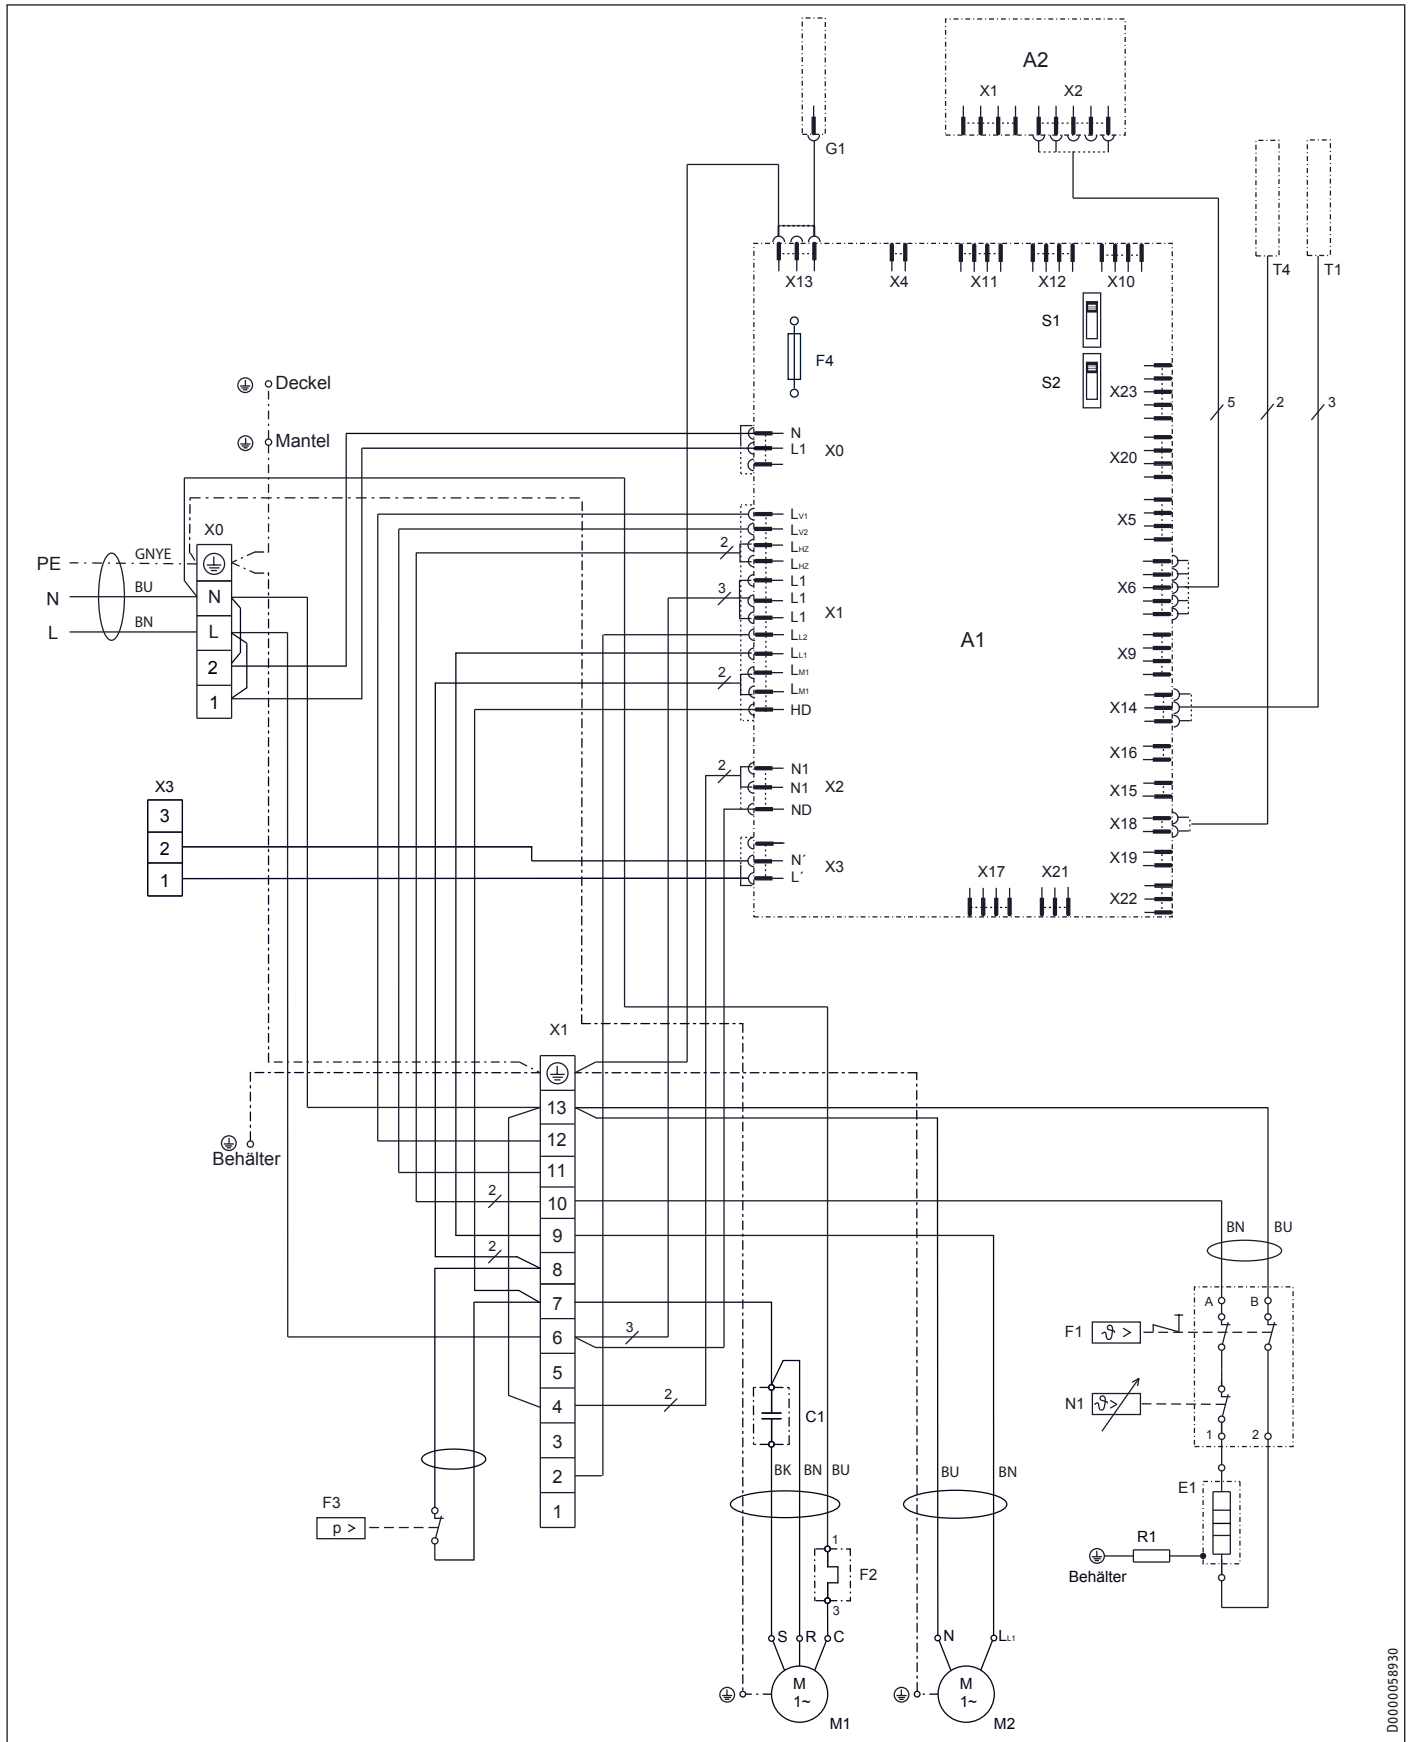 A2
X1 X2
G1
T4 T1
X13 X4 X11 X12 X10
S1
F4
S2
X23
5 2 3
Deckel
Mantel
N
L1 X0
X20
X5
X6
X9
X14
X16
X15
X18
X19
X22
X17 X21
A1
LV1
LV2
2 LHZ
LHZ
L1
3 L1
L1 X1
LL2
LL1
2 LM1
LM1
HD
2 N1
N1 X2
ND
N´ X3
L´
X0
PE GNYE
N BU N
L BN L
2
1
X3
3
2
1
X1
13
12
11
2 10
9
2 8
7
6 3
5
4 2
3
2
1
Behälter
F3
p >
C1
BK BN BU
1
F2
3
S R C
M
1~
M1
BU BN
N LL1
M
1~
M2
BN BU
A B
F1 ϑ >
N1 ϑ>
1 2
E1
R1
Behälter
D0000058930